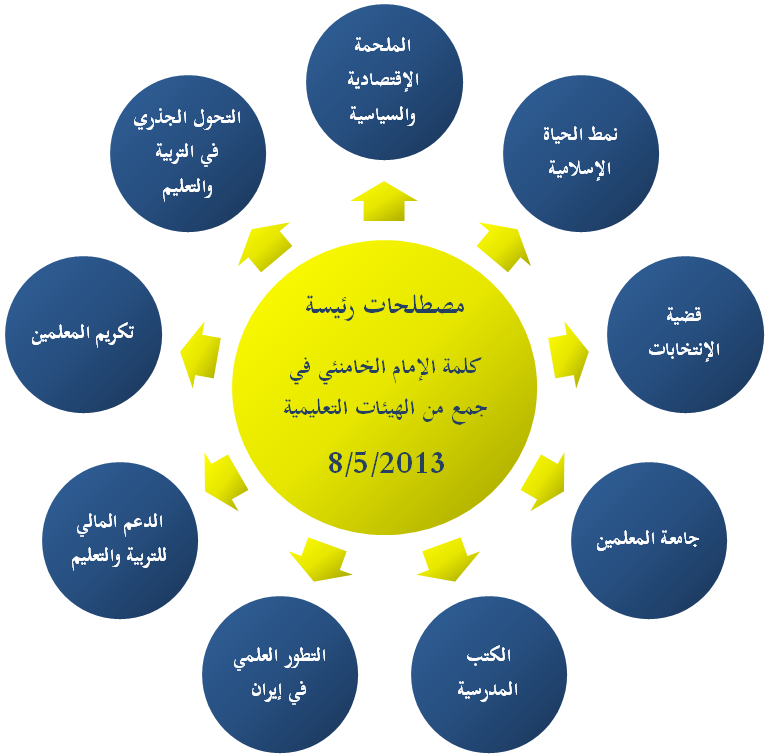 مصطلحات رئيسة
كلمة الإمام الخامنئي في
جمع من الهيئات التعليمية
8/5/2013
الملحمة
الإقتصادية
والسياسية
نمط الحياة
الإسلامية
قضية
الإنتخابات
جامعة المعلمين
الكتب
المدرسية
التطور العلمي
في إيران
الدعم المالي
للتربية والتعليم
تكريم المعلمين
التحول الجذري
في التربية
والتعليم